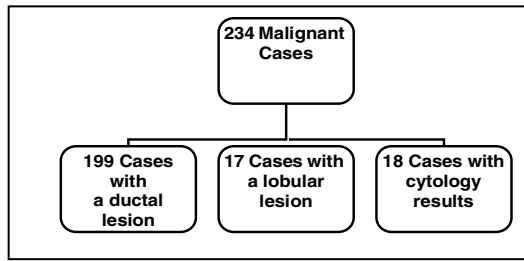 234 Malignant
Cases
199 Cases
with
a ductal
lesion
17 Cases with
a lobular
lesion
18 Cases with
cytology
results